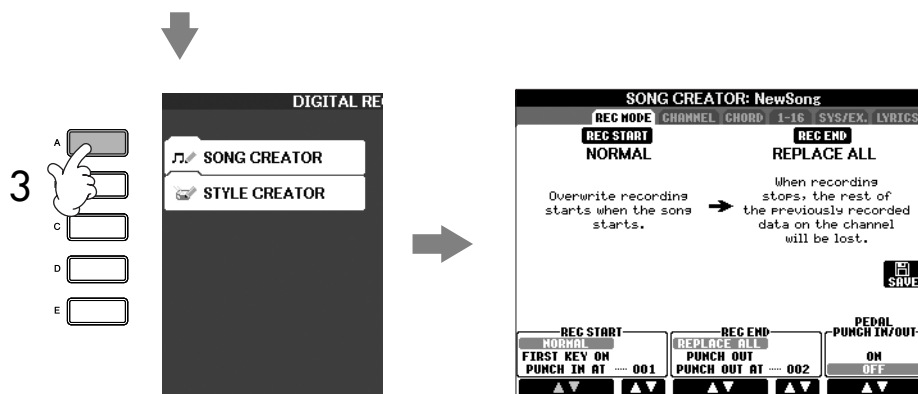 3
A
C
D
E
DIGITAL RE
SONG CREATOR
STYLE CREATOR
SONG CREATOR: NewSong
REC MODE CHANNEL CHORD 1-16 SYS/EX. LYRICS
REC START
NORMAL
Overwrite recording
starts when the song
starts.
REC END
REPLACE ALL
When recording
stops, the rest of
the previously recorded
data on the channel
will be lost.
SAVE
REC START
NORMAL
FIRST KEY ON
PUNCH IN AT ···· 001
REC END
REPLACE ALL
PUNCH OUT
PUNCH OUT AT ···· 002
PEDAL
PUNCH IN/OUT
ON
OFF